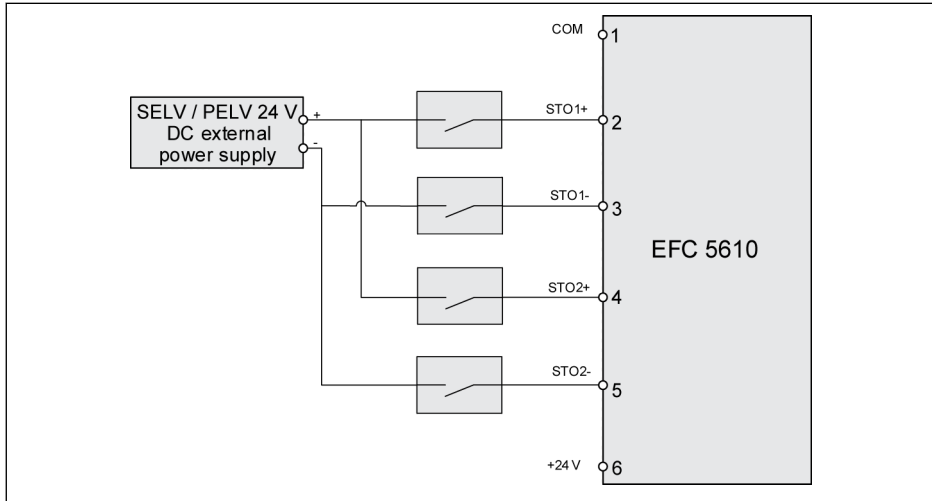 COM
1
SELV / PELV 24 V
DC external
power supply
+
-
STO1+
2
STO1-
3
EFC 5610
STO2+
4
STO2-
5
+24 V
6